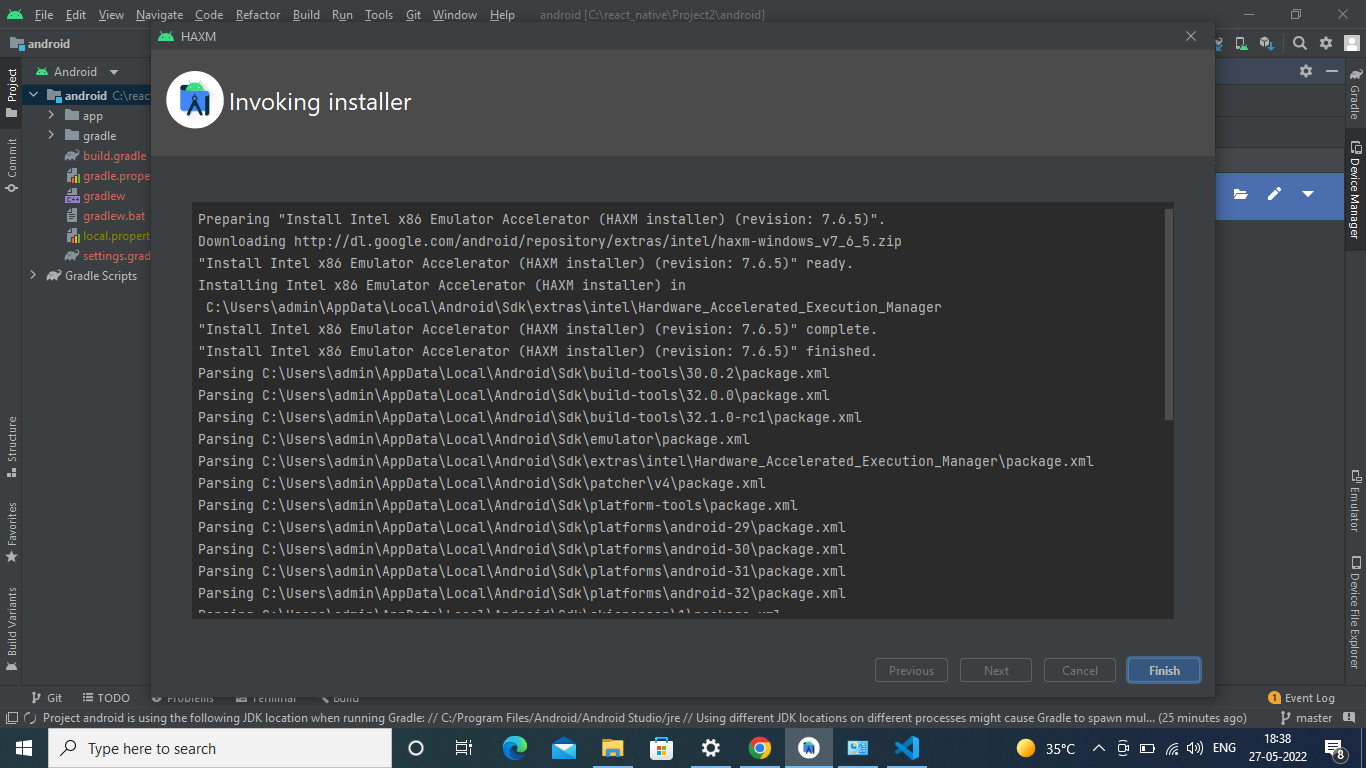 File Edit View Navigate Code Refactor Build Run Tools Git Window Help android [C:\react_native\Project2\android]
android
HAXM
Android
Project
android C:\reac
app
gradle
build.gradle
gradle.prope
gradlew
gradlew.bat
local.propert
settings.grad
Gradle Scripts
Commit
Structure
Favorites
Build Variants
Invoking installer
Preparing "Install Intel x86 Emulator Accelerator (HAXM installer) (revision: 7.6.5)".
Downloading http://dl.google.com/android/repository/extras/intel/haxm-windows_v7_6_5.zip
"Install Intel x86 Emulator Accelerator (HAXM installer) (revision: 7.6.5)" ready.
Installing Intel x86 Emulator Accelerator (HAXM installer) in
C:\Users\admin\AppData\Local\Android\Sdk\extras\intel\Hardware_Accelerated_Execution_Manager
"Install Intel x86 Emulator Accelerator (HAXM installer) (revision: 7.6.5)" complete.
"Install Intel x86 Emulator Accelerator (HAXM installer) (revision: 7.6.5)" finished.
Parsing C:\Users\admin\AppData\Local\Android\Sdk\build-tools\30.0.2\package.xml
Parsing C:\Users\admin\AppData\Local\Android\Sdk\build-tools\32.0.0\package.xml
Parsing C:\Users\admin\AppData\Local\Android\Sdk\build-tools\32.1.0-rc1\package.xml
Parsing C:\Users\admin\AppData\Local\Android\Sdk\emulator\package.xml
Parsing C:\Users\admin\AppData\Local\Android\Sdk\extras\intel\Hardware_Accelerated_Execution_Manager\package.xml
Parsing C:\Users\admin\AppData\Local\Android\Sdk\patcher\v4\package.xml
Parsing C:\Users\admin\AppData\Local\Android\Sdk\platform-tools\package.xml
Parsing C:\Users\admin\AppData\Local\Android\Sdk\platforms\android-29\package.xml
Parsing C:\Users\admin\AppData\Local\Android\Sdk\platforms\android-30\package.xml
Parsing C:\Users\admin\AppData\Local\Android\Sdk\platforms\android-31\package.xml
Parsing C:\Users\admin\AppData\Local\Android\Sdk\platforms\android-32\package.xml
Previous Next Cancel Finish
Gradle
Device Manager
Emulator
Device File Explorer
Git TODO Problems Terminal Build 1 Event Log
Project android is using the following JDK location when running Gradle: // C:/Program Files/Android/Android Studio/jre // Using different JDK locations on different processes might cause Gradle to spawn mul... (25 minutes ago) master
Type here to search 35°C ENG 18:38
27-05-2022 8